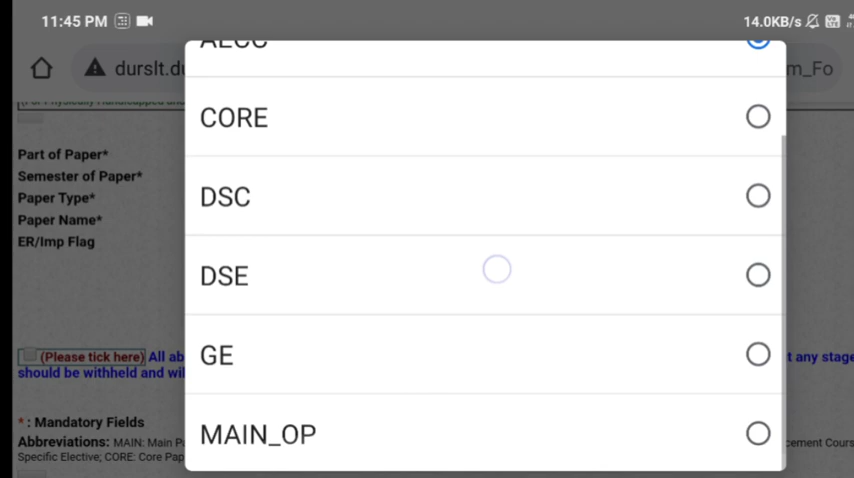 11:45 PM
14.0KB/s
durslt.du
m_Fo
AECC
CORE
DSC
DSE
GE
MAIN_OP
Part of Paper*
Semester of Paper*
Paper Type*
Paper Name*
ER/Imp Flag
(Please tick here) All ab
t any stage
should be withheld and wil
* : Mandatory Fields
Abbreviations: MAIN: Main Pa
cement Cours
Specific Elective; CORE: Core Pap